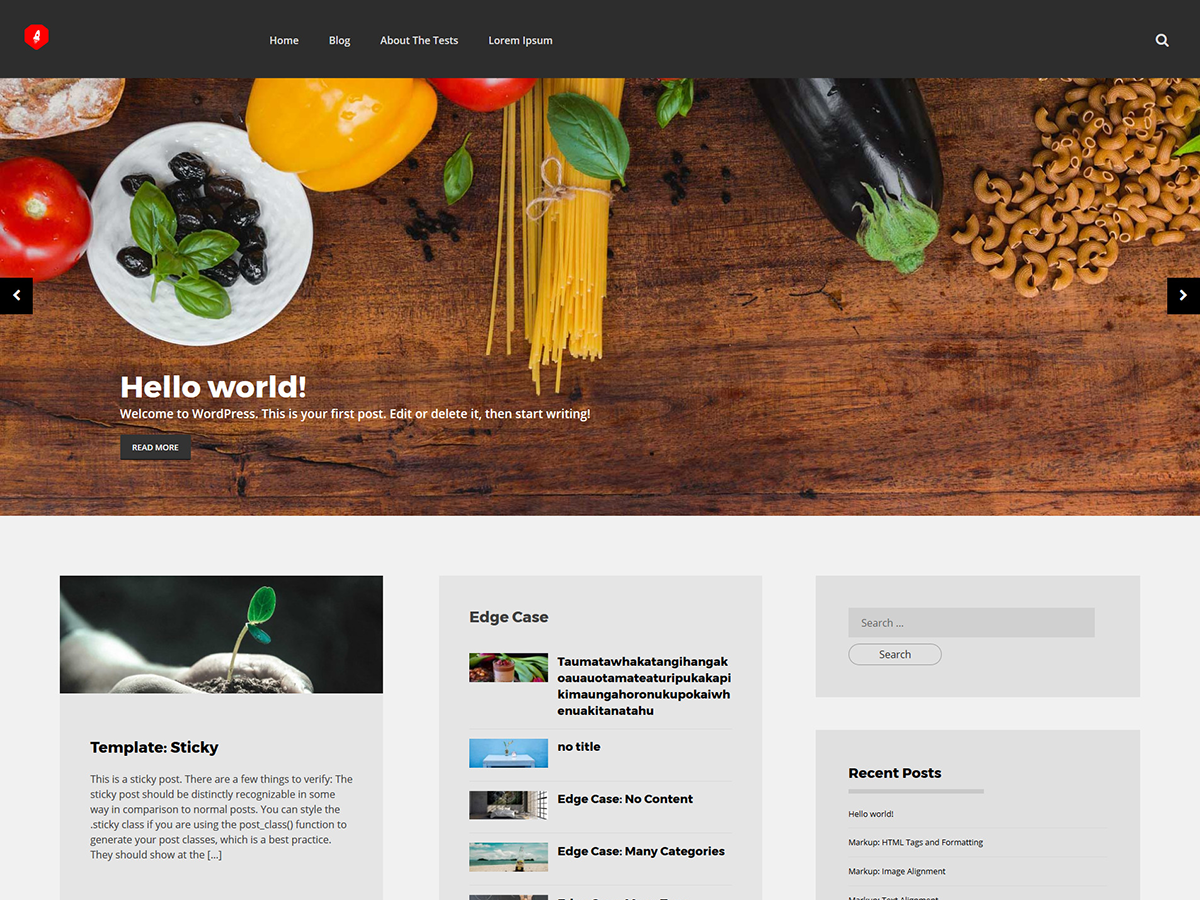 Home
Blog
About The Tests
Lorem Ipsum
Hello world!
Welcome to WordPress. This is your first post. Edit or delete it, then start writing!
READ MORE
Template: Sticky
This is a sticky post. There are a few things to verify: The
sticky post should be distinctly recognizable in some
way in comparison to normal posts. You can style the
.sticky class if you are using the post_class() function to
generate your post classes, which is a best practice.
They should show at the [...]
Edge Case
Taumatawhakatangihangak
oauauotamateaturipukakapi
kimaungahoronukupokaiwh
enuakitanatahu
no title
Edge Case: No Content
Edge Case: Many Categories
Search ...
Search
Recent Posts
Hello world!
Markup: HTML Tags and Formatting
Markup: Image Alignment
Markup: Text Alignment